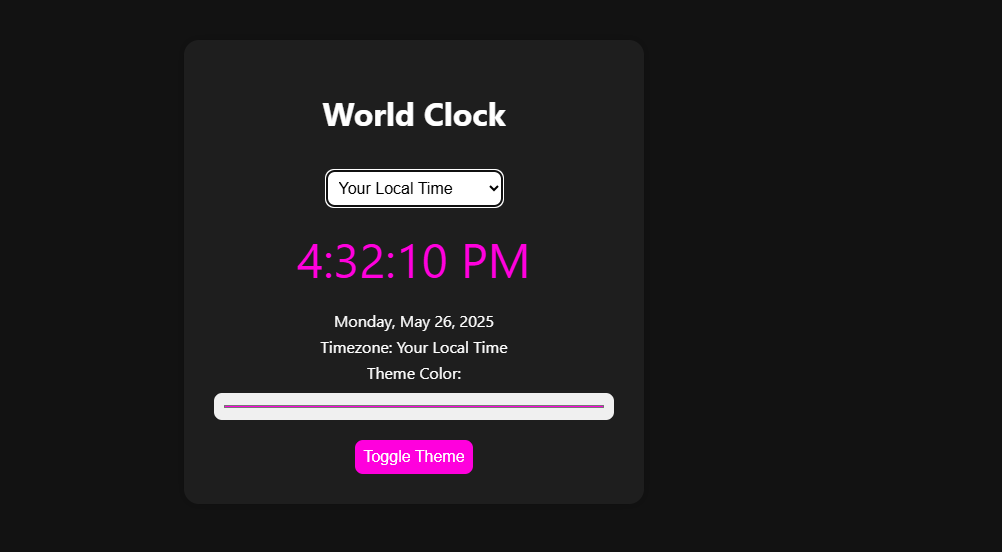 World Clock
Your Local Time
4:32:10 PM
Monday, May 26, 2025
Timezone: Your Local Time
Theme Color:
Toggle Theme